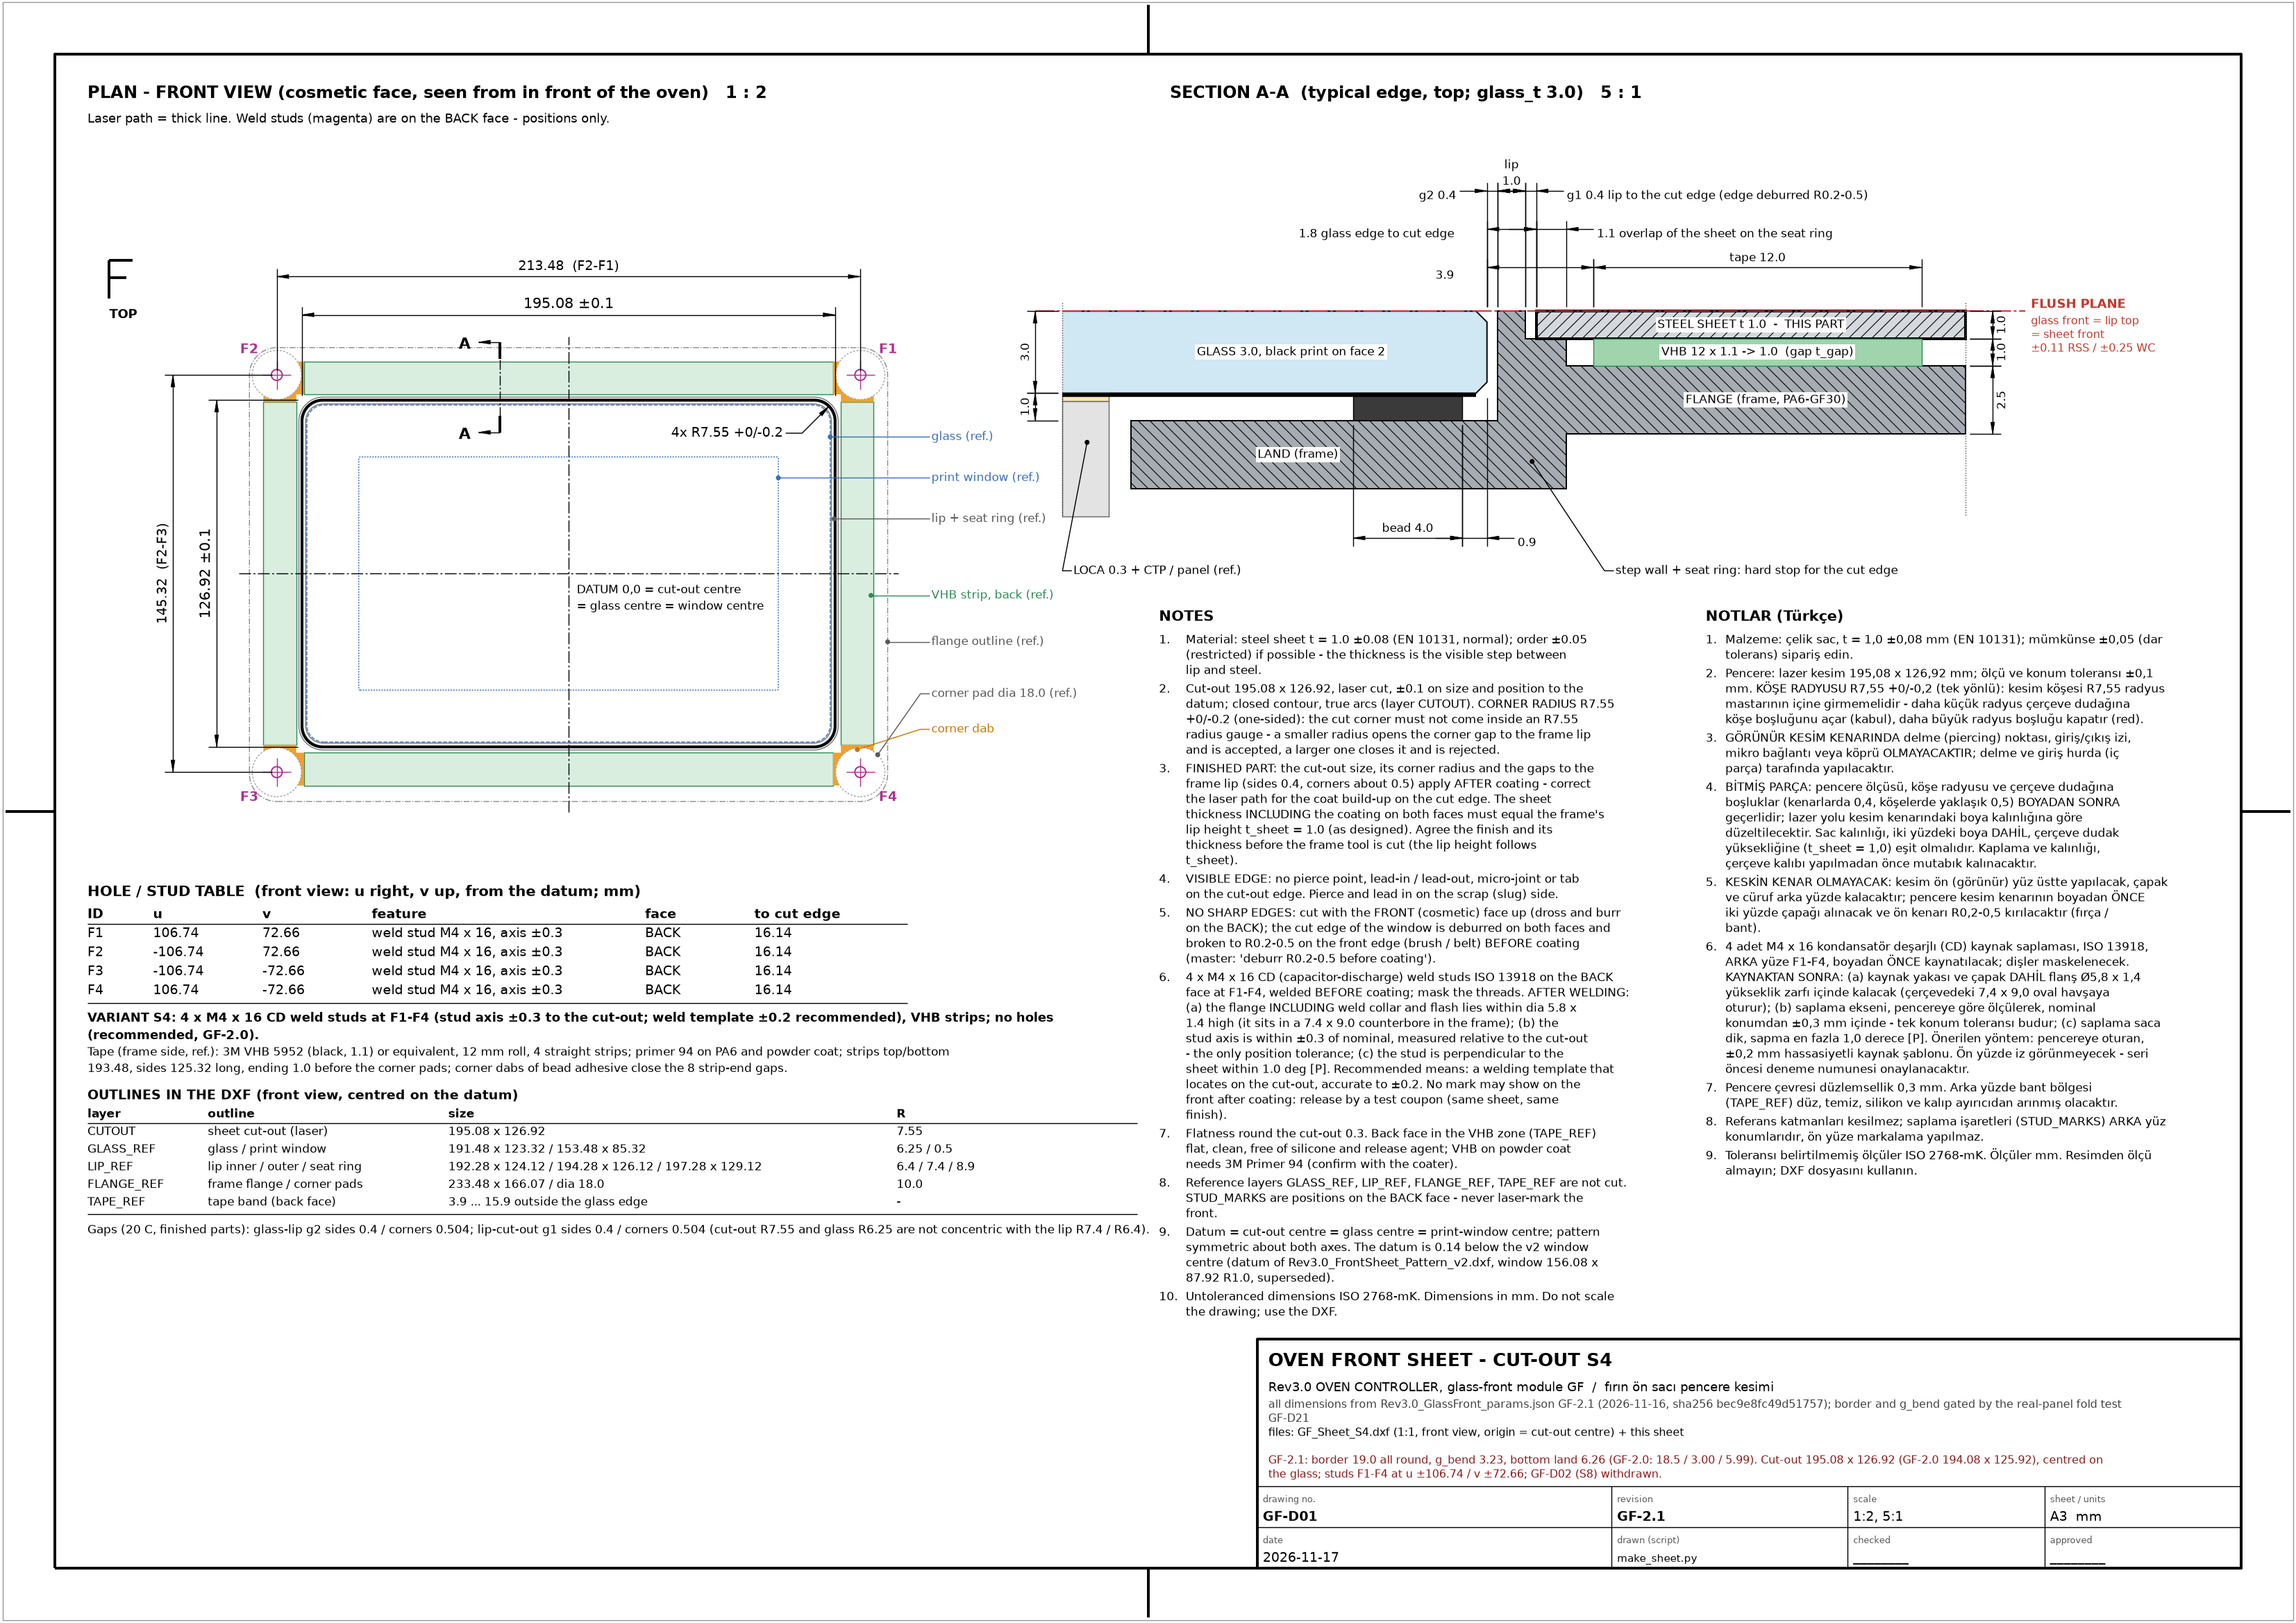 PLAN - FRONT VIEW (cosmetic face, seen from in front of the oven)   1 : 2
Laser path = thick line. Weld studs (magenta) are on the BACK face - positions only.
F
TOP
213.48  (F2-F1)
195.08 ±0.1
F2
F1
A
A
4x R7.55 +0/-0.2
145.32  (F2-F3)
126.92 ±0.1
DATUM 0,0 = cut-out centre
= glass centre = window centre
F3
F4
glass (ref.)
print window (ref.)
lip + seat ring (ref.)
VHB strip, back (ref.)
flange outline (ref.)
corner pad dia 18.0 (ref.)
corner dab
SECTION A-A  (typical edge, top; glass_t 3.0)   5 : 1
lip
1.0
g2 0.4
g1 0.4 lip to the cut edge (edge deburred R0.2-0.5)
1.8 glass edge to cut edge
1.1 overlap of the sheet on the seat ring
3.9
tape 12.0
FLUSH PLANE
glass front = lip top
= sheet front
±0.11 RSS / ±0.25 WC
STEEL SHEET t 1.0  -  THIS PART
GLASS 3.0, black print on face 2
VHB 12 x 1.1 -> 1.0  (gap t_gap)
FLANGE (frame, PA6-GF30)
LAND (frame)
3.0
1.0
1.0
1.0
2.5
bead 4.0
0.9
LOCA 0.3 + CTP / panel (ref.)
step wall + seat ring: hard stop for the cut edge
HOLE / STUD TABLE  (front view: u right, v up, from the datum; mm)
ID u v feature face to cut edge
F1 106.74 72.66 weld stud M4 x 16, axis ±0.3 BACK 16.14
F2 -106.74 72.66 weld stud M4 x 16, axis ±0.3 BACK 16.14
F3 -106.74 -72.66 weld stud M4 x 16, axis ±0.3 BACK 16.14
F4 106.74 -72.66 weld stud M4 x 16, axis ±0.3 BACK 16.14
VARIANT S4: 4 x M4 x 16 CD weld studs at F1-F4 (stud axis ±0.3 to the cut-out; weld template ±0.2 recommended), VHB strips; no holes
(recommended, GF-2.0).
Tape (frame side, ref.): 3M VHB 5952 (black, 1.1) or equivalent, 12 mm roll, 4 straight strips; primer 94 on PA6 and powder coat; strips top/bottom
193.48, sides 125.32 long, ending 1.0 before the corner pads; corner dabs of bead adhesive close the 8 strip-end gaps.
OUTLINES IN THE DXF (front view, centred on the datum)
layer outline size R
CUTOUT sheet cut-out (laser) 195.08 x 126.92 7.55
GLASS_REF glass / print window 191.48 x 123.32 / 153.48 x 85.32 6.25 / 0.5
LIP_REF lip inner / outer / seat ring 192.28 x 124.12 / 194.28 x 126.12 / 197.28 x 129.12 6.4 / 7.4 / 8.9
FLANGE_REF frame flange / corner pads 233.48 x 166.07 / dia 18.0 10.0
TAPE_REF tape band (back face) 3.9 ... 15.9 outside the glass edge -
Gaps (20 C, finished parts): glass-lip g2 sides 0.4 / corners 0.504; lip-cut-out g1 sides 0.4 / corners 0.504 (cut-out R7.55 and glass R6.25 are not concentric with the lip R7.4 / R6.4).
NOTES
1. Material: steel sheet t = 1.0 ±0.08 (EN 10131, normal); order ±0.05
(restricted) if possible - the thickness is the visible step between
lip and steel.
2. Cut-out 195.08 x 126.92, laser cut, ±0.1 on size and position to the
datum; closed contour, true arcs (layer CUTOUT). CORNER RADIUS R7.55
+0/-0.2 (one-sided): the cut corner must not come inside an R7.55
radius gauge - a smaller radius opens the corner gap to the frame lip
and is accepted, a larger one closes it and is rejected.
3. FINISHED PART: the cut-out size, its corner radius and the gaps to the
frame lip (sides 0.4, corners about 0.5) apply AFTER coating - correct
the laser path for the coat build-up on the cut edge. The sheet
thickness INCLUDING the coating on both faces must equal the frame's
lip height t_sheet = 1.0 (as designed). Agree the finish and its
thickness before the frame tool is cut (the lip height follows
t_sheet).
4. VISIBLE EDGE: no pierce point, lead-in / lead-out, micro-joint or tab
on the cut-out edge. Pierce and lead in on the scrap (slug) side.
5. NO SHARP EDGES: cut with the FRONT (cosmetic) face up (dross and burr
on the BACK); the cut edge of the window is deburred on both faces and
broken to R0.2-0.5 on the front edge (brush / belt) BEFORE coating
(master: 'deburr R0.2-0.5 before coating').
6. 4 x M4 x 16 CD (capacitor-discharge) weld studs ISO 13918 on the BACK
face at F1-F4, welded BEFORE coating; mask the threads. AFTER WELDING:
(a) the flange INCLUDING weld collar and flash lies within dia 5.8 x
1.4 high (it sits in a 7.4 x 9.0 counterbore in the frame); (b) the
stud axis is within ±0.3 of nominal, measured relative to the cut-out
- the only position tolerance; (c) the stud is perpendicular to the
sheet within 1.0 deg [P]. Recommended means: a welding template that
locates on the cut-out, accurate to ±0.2. No mark may show on the
front after coating: release by a test coupon (same sheet, same
finish).
7. Flatness round the cut-out 0.3. Back face in the VHB zone (TAPE_REF)
flat, clean, free of silicone and release agent; VHB on powder coat
needs 3M Primer 94 (confirm with the coater).
8. Reference layers GLASS_REF, LIP_REF, FLANGE_REF, TAPE_REF are not cut.
STUD_MARKS are positions on the BACK face - never laser-mark the
front.
9. Datum = cut-out centre = glass centre = print-window centre; pattern
symmetric about both axes. The datum is 0.14 below the v2 window
centre (datum of Rev3.0_FrontSheet_Pattern_v2.dxf, window 156.08 x
87.92 R1.0, superseded).
10. Untoleranced dimensions ISO 2768-mK. Dimensions in mm. Do not scale
the drawing; use the DXF.
NOTLAR (Türkçe)
1. Malzeme: çelik sac, t = 1,0 ±0,08 mm (EN 10131); mümkünse ±0,05 (dar
tolerans) sipariş edin.
2. Pencere: lazer kesim 195,08 x 126,92 mm; ölçü ve konum toleransı ±0,1
mm. KÖŞE RADYUSU R7,55 +0/-0,2 (tek yönlü): kesim köşesi R7,55 radyus
mastarının içine girmemelidir - daha küçük radyus çerçeve dudağına
köşe boşluğunu açar (kabul), daha büyük radyus boşluğu kapatır (red).
3. GÖRÜNÜR KESİM KENARINDA delme (piercing) noktası, giriş/çıkış izi,
mikro bağlantı veya köprü OLMAYACAKTIR; delme ve giriş hurda (iç
parça) tarafında yapılacaktır.
4. BİTMİŞ PARÇA: pencere ölçüsü, köşe radyusu ve çerçeve dudağına
boşluklar (kenarlarda 0,4, köşelerde yaklaşık 0,5) BOYADAN SONRA
geçerlidir; lazer yolu kesim kenarındaki boya kalınlığına göre
düzeltilecektir. Sac kalınlığı, iki yüzdeki boya DAHİL, çerçeve dudak
yüksekliğine (t_sheet = 1,0) eşit olmalıdır. Kaplama ve kalınlığı,
çerçeve kalıbı yapılmadan önce mutabık kalınacaktır.
5. KESKİN KENAR OLMAYACAK: kesim ön (görünür) yüz üstte yapılacak, çapak
ve cüruf arka yüzde kalacaktır; pencere kesim kenarının boyadan ÖNCE
iki yüzde çapağı alınacak ve ön kenarı R0,2-0,5 kırılacaktır (fırça /
bant).
6. 4 adet M4 x 16 kondansatör deşarjlı (CD) kaynak saplaması, ISO 13918,
ARKA yüze F1-F4, boyadan ÖNCE kaynatılacak; dişler maskelenecek.
KAYNAKTAN SONRA: (a) kaynak yakası ve çapak DAHİL flanş Ø5,8 x 1,4
yükseklik zarfı içinde kalacak (çerçevedeki 7,4 x 9,0 oval havşaya
oturur); (b) saplama ekseni, pencereye göre ölçülerek, nominal
konumdan ±0,3 mm içinde - tek konum toleransı budur; (c) saplama saca
dik, sapma en fazla 1,0 derece [P]. Önerilen yöntem: pencereye oturan,
±0,2 mm hassasiyetli kaynak şablonu. Ön yüzde iz görünmeyecek - seri
öncesi deneme numunesi onaylanacaktır.
7. Pencere çevresi düzlemsellik 0,3 mm. Arka yüzde bant bölgesi
(TAPE_REF) düz, temiz, silikon ve kalıp ayırıcıdan arınmış olacaktır.
8. Referans katmanları kesilmez; saplama işaretleri (STUD_MARKS) ARKA yüz
konumlarıdır, ön yüze markalama yapılmaz.
9. Toleransı belirtilmemiş ölçüler ISO 2768-mK. Ölçüler mm. Resimden ölçü
almayın; DXF dosyasını kullanın.
OVEN FRONT SHEET - CUT-OUT S4
Rev3.0 OVEN CONTROLLER, glass-front module GF  /  fırın ön sacı pencere kesimi
all dimensions from Rev3.0_GlassFront_params.json GF-2.1 (2026-11-16, sha256 bec9e8fc49d51757); border and g_bend gated by the real-panel fold test
GF-D21
files: GF_Sheet_S4.dxf (1:1, front view, origin = cut-out centre) + this sheet
GF-2.1: border 19.0 all round, g_bend 3.23, bottom land 6.26 (GF-2.0: 18.5 / 3.00 / 5.99). Cut-out 195.08 x 126.92 (GF-2.0 194.08 x 125.92), centred on
the glass; studs F1-F4 at u ±106.74 / v ±72.66; GF-D02 (S8) withdrawn.
drawing no. revision scale sheet / units
GF-D01 GF-2.1 1:2, 5:1 A3  mm
date drawn (script) checked approved
2026-11-17 make_sheet.py ________ ________